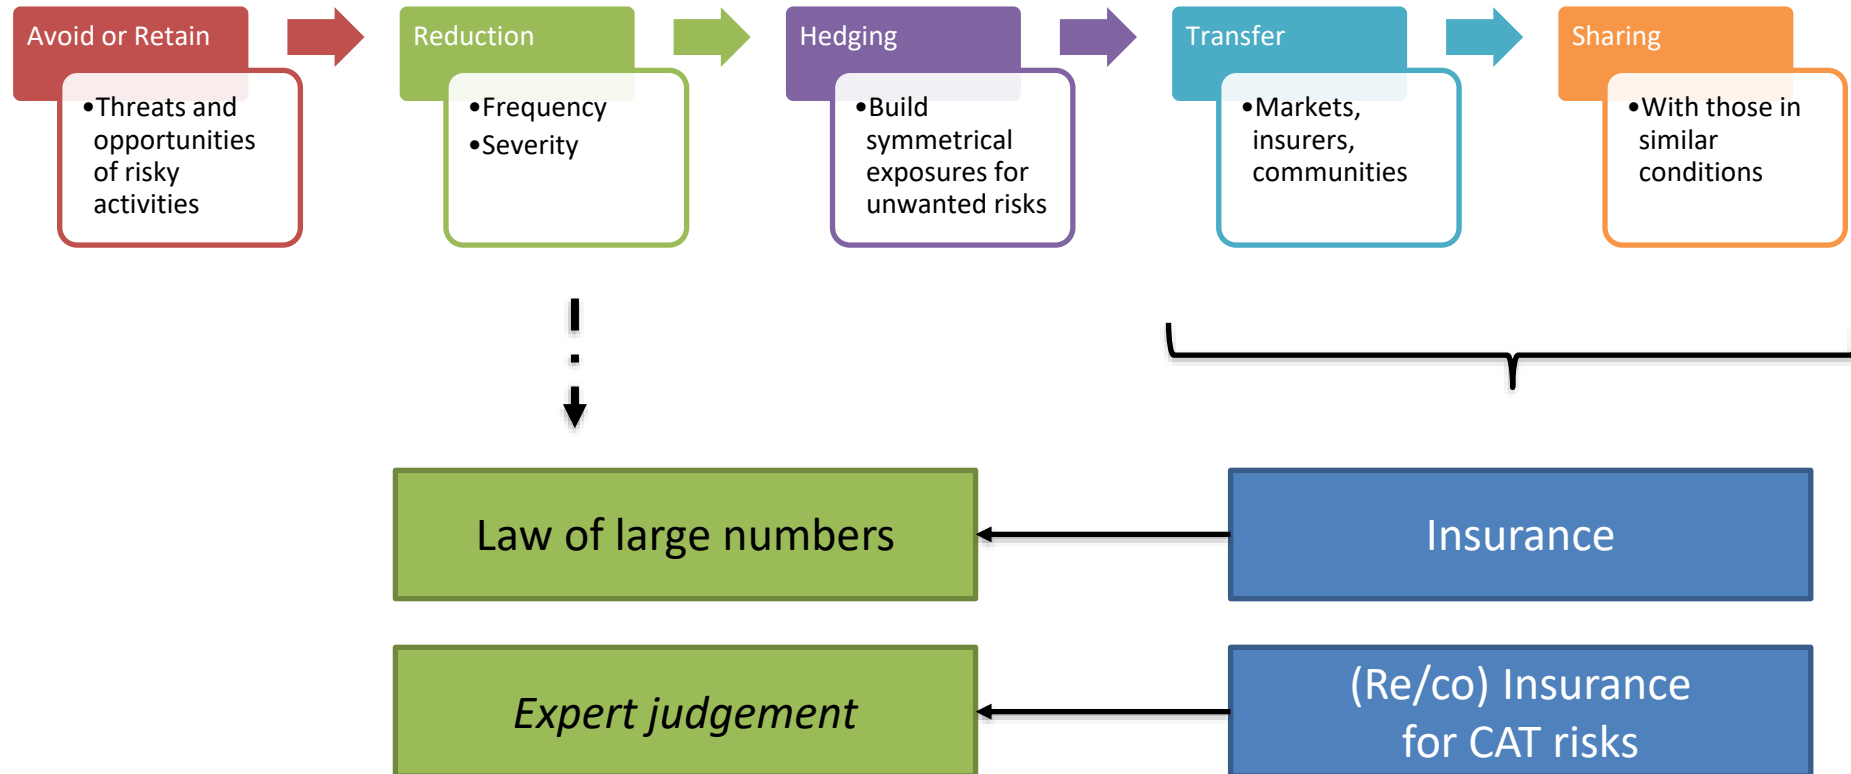 Avoid or Retain
•Threats and
opportunities
of risky
activities
Reduction
•Frequency
•Severity
Hedging
•Build
symmetrical
exposures for
unwanted risks
Transfer
•Markets,
insurers,
communities
Sharing
•With those in
similar
conditions
Law of large numbers
Insurance
Expert judgement
(Re/co) Insurance
for CAT risks